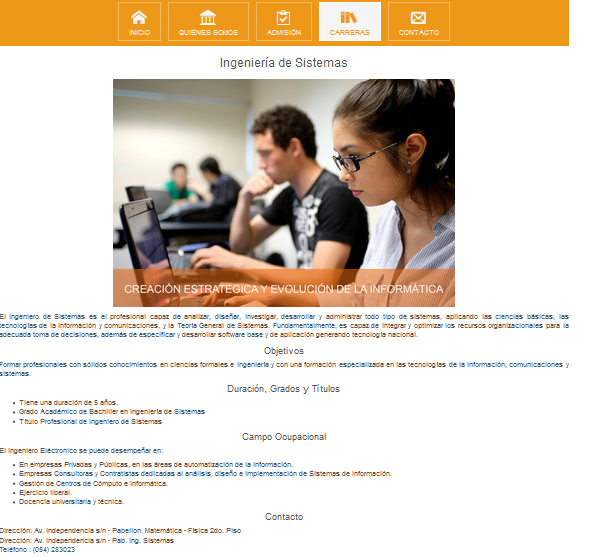 INICIO
QUIÉNES SOMOS
ADMISIÓN
CARRERAS
CONTACTO
Ingeniería de Sistemas
CREACIÓN ESTRATEGICA Y EVOLUCIÓN DE LA INFORMÁTICA
El Ingeniero de Sistemas es el profesional capaz de analizar, diseñar, investigar, desarrollar y administrar todo tipo de sistemas, aplicando las ciencias básicas, las
tecnologías de la información y comunicaciones, y la Teoría General de Sistemas. Fundamentalmente, es capaz de integrar y optimizar los recursos organizacionales para la
adecuada toma de decisiones, además de especificar y desarrollar software base y de aplicación generando tecnología nacional.
Objetivos
Formar profesionales con sólidos conocimientos en ciencias formales e ingeniería y con una formación especializada en las tecnologías de la información, comunicaciones y
sistemas.
Duración, Grados y Títulos
Tiene una duración de 5 años.
Grado Académico de Bachiller en Ingeniería de Sistemas
Título Profesional de Ingeniero de Sistemas
Campo Ocupacional
El Ingeniero Eléctronico se puede desempeñar en:
En empresas Privadas y Públicas, en las áreas de automatización de la información.
Empresas Consultoras y Contratistas dedicadas al análisis, diseño e implementación de Sistemas de Información.
Gestión de Centros de Cómputo e Informática.
Ejercicio liberal.
Docencia universitaria y técnica.
Contacto
Dirección: Av. Independencia s/n - Pabellon. Matemática - Física 2do. Piso
Dirección: Av. Independencia s/n - Pab. Ing. Sistemas
Teléfono : (054) 283023